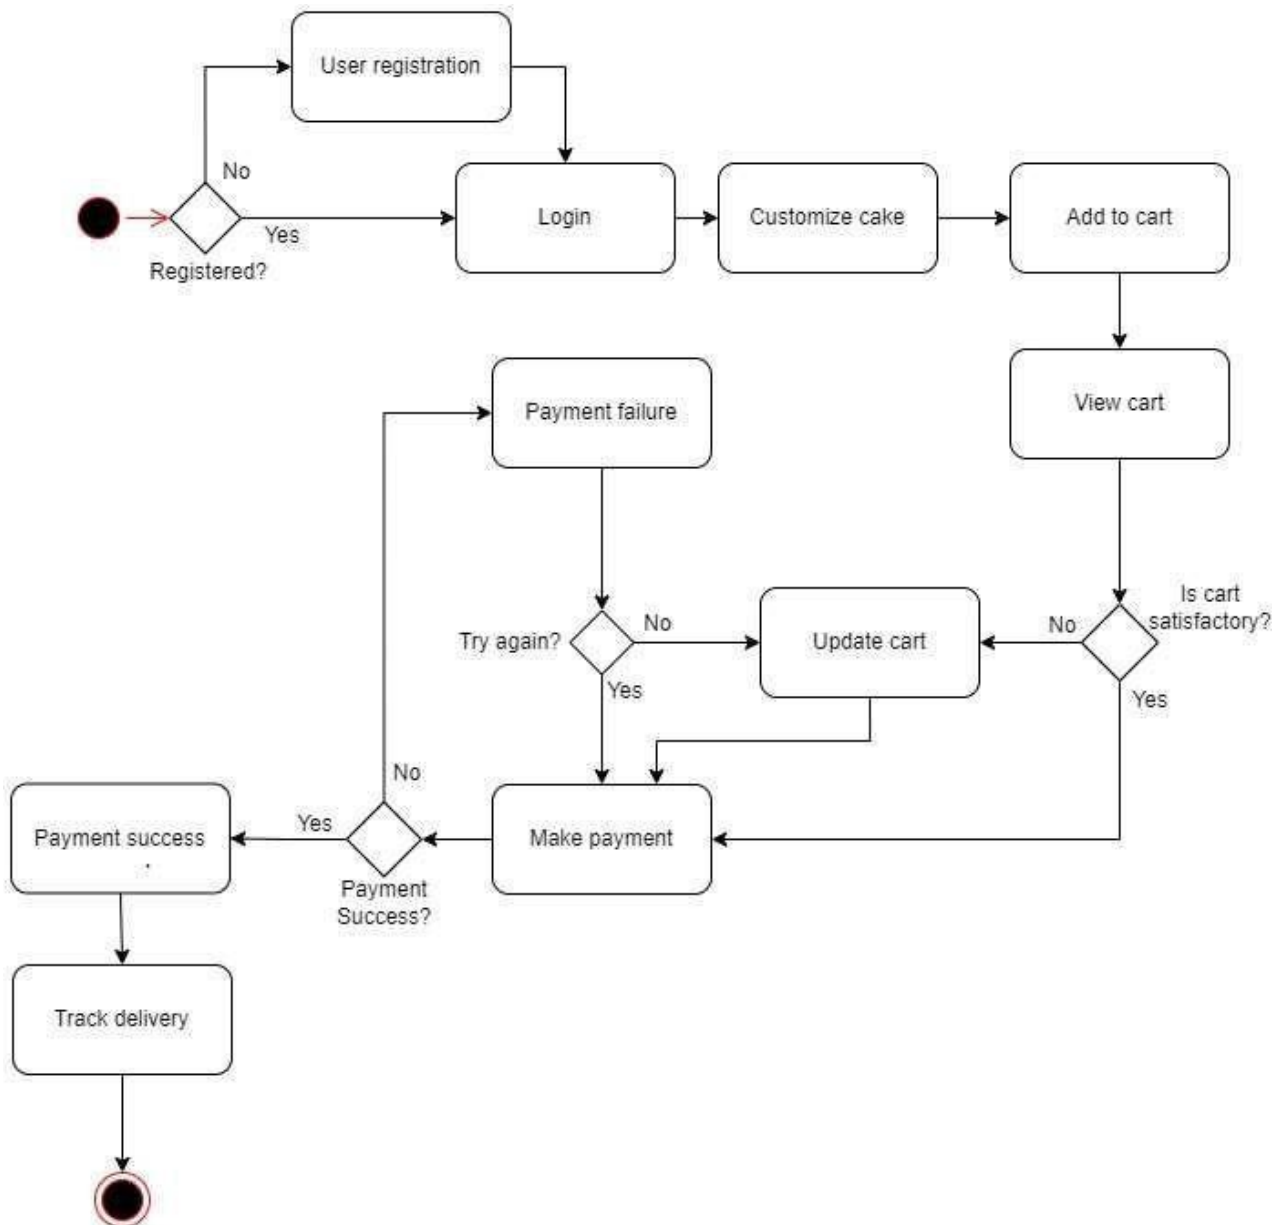 User registration
No
Yes
Registered?
Login
Customize cake
Add to cart
View cart
Payment failure
Is cart
satisfactory?
No
Yes
Update cart
Try again?
No
Yes
Make payment
No
Yes
Payment
Success?
Payment success
Track delivery